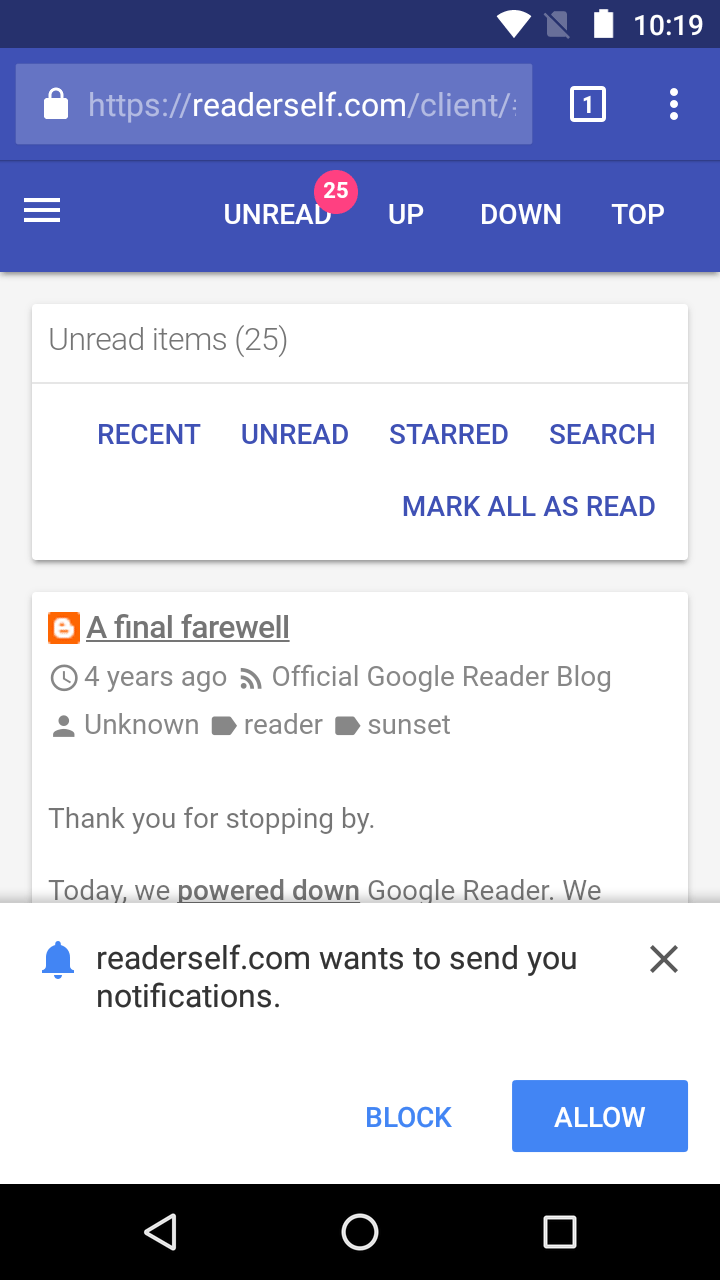 10:19
https://readerself.com/client/
1
UNREAD 25 UP DOWN TOP
Unread items (25)
RECENT UNREAD STARRED SEARCH
MARK ALL AS READ
A final farewell
4 years ago Official Google Reader Blog
Unknown reader sunset
Thank you for stopping by.
Today, we powered down Google Reader. We
readerself.com wants to send you
notifications.
BLOCK ALLOW